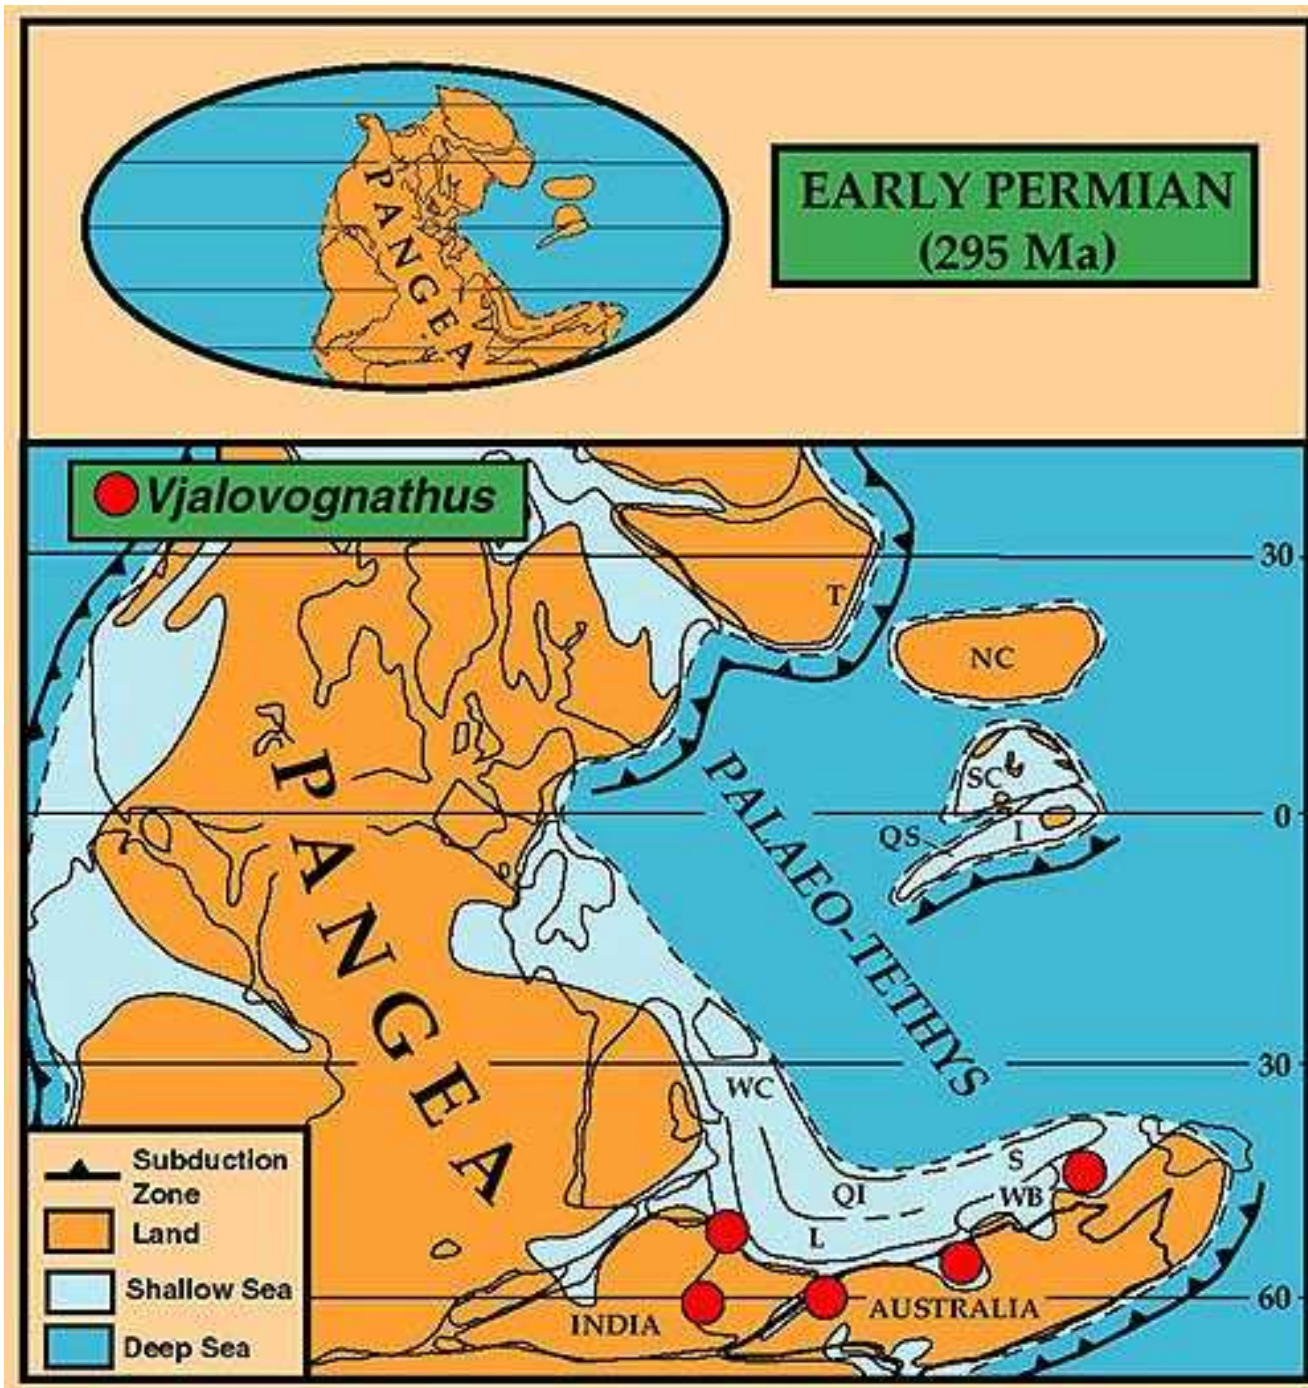 PANGEA
EARLY PERMIAN
(295 Ma)
Vjalovognathus
30
T
NC
PANGEA
PALAEO-TETHYS
SC
0
I
QS
30
WC
S
QI
WB
L
60
AUSTRALIA
INDIA
Subduction
Zone
Land
Shallow Sea
Deep Sea